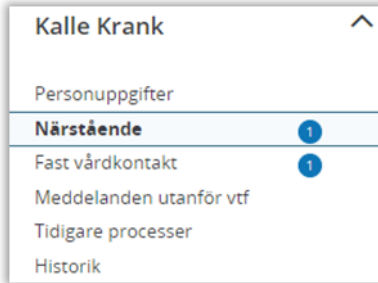 Kalle Krank
Personuppgifter
Närstående 1
Fast vårdkontakt 1
Meddelanden utanför vtf
Tidigare processer
Historik